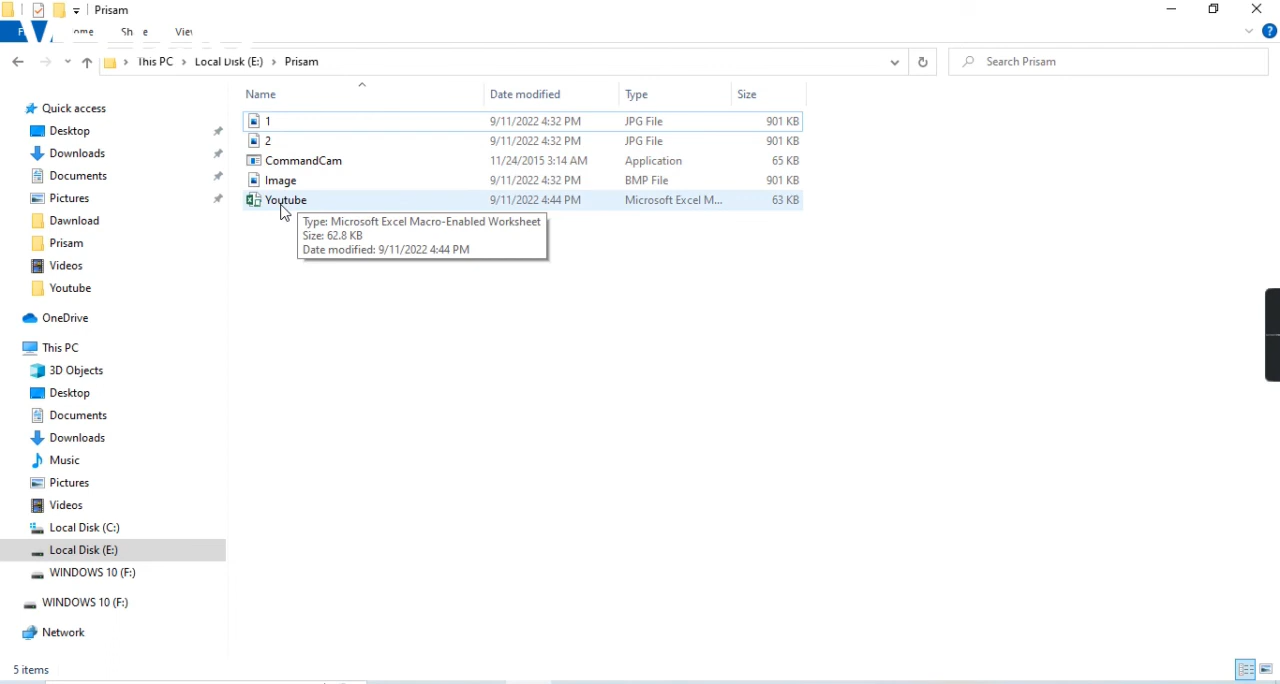 Prisam
This PC > Local Disk (E:) > Prisam
Search Prisam
Name Date modified Type Size
1 9/11/2022 4:32 PM JPG File 901 KB
2 9/11/2022 4:32 PM JPG File 901 KB
CommandCam 11/24/2015 3:14 AM Application 65 KB
Image 9/11/2022 4:32 PM BMP File 901 KB
Youtube 9/11/2022 4:44 PM Microsoft Excel M... 63 KB
Type: Microsoft Excel Macro-Enabled Worksheet
Size: 62.8 KB
Date modified: 9/11/2022 4:44 PM
Quick access
Desktop
Downloads
Documents
Pictures
Dawnload
Prisam
Videos
Youtube
OneDrive
This PC
3D Objects
Desktop
Documents
Downloads
Music
Pictures
Videos
Local Disk (C:)
Local Disk (E:)
WINDOWS 10 (F:)
WINDOWS 10 (F:)
Network
5 items